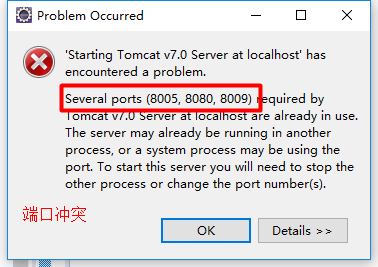 Problem Occurred
'Starting Tomcat v7.0 Server at localhost' has
encountered a problem.
Several ports (8005, 8080, 8009) required by
Tomcat v7.0 Server at localhost are already in use.
The server may already be running in another
process, or a system process may be using the
port. To start this server you will need to stop the
other process or change the port number(s).
端口冲突
OK
Details >>